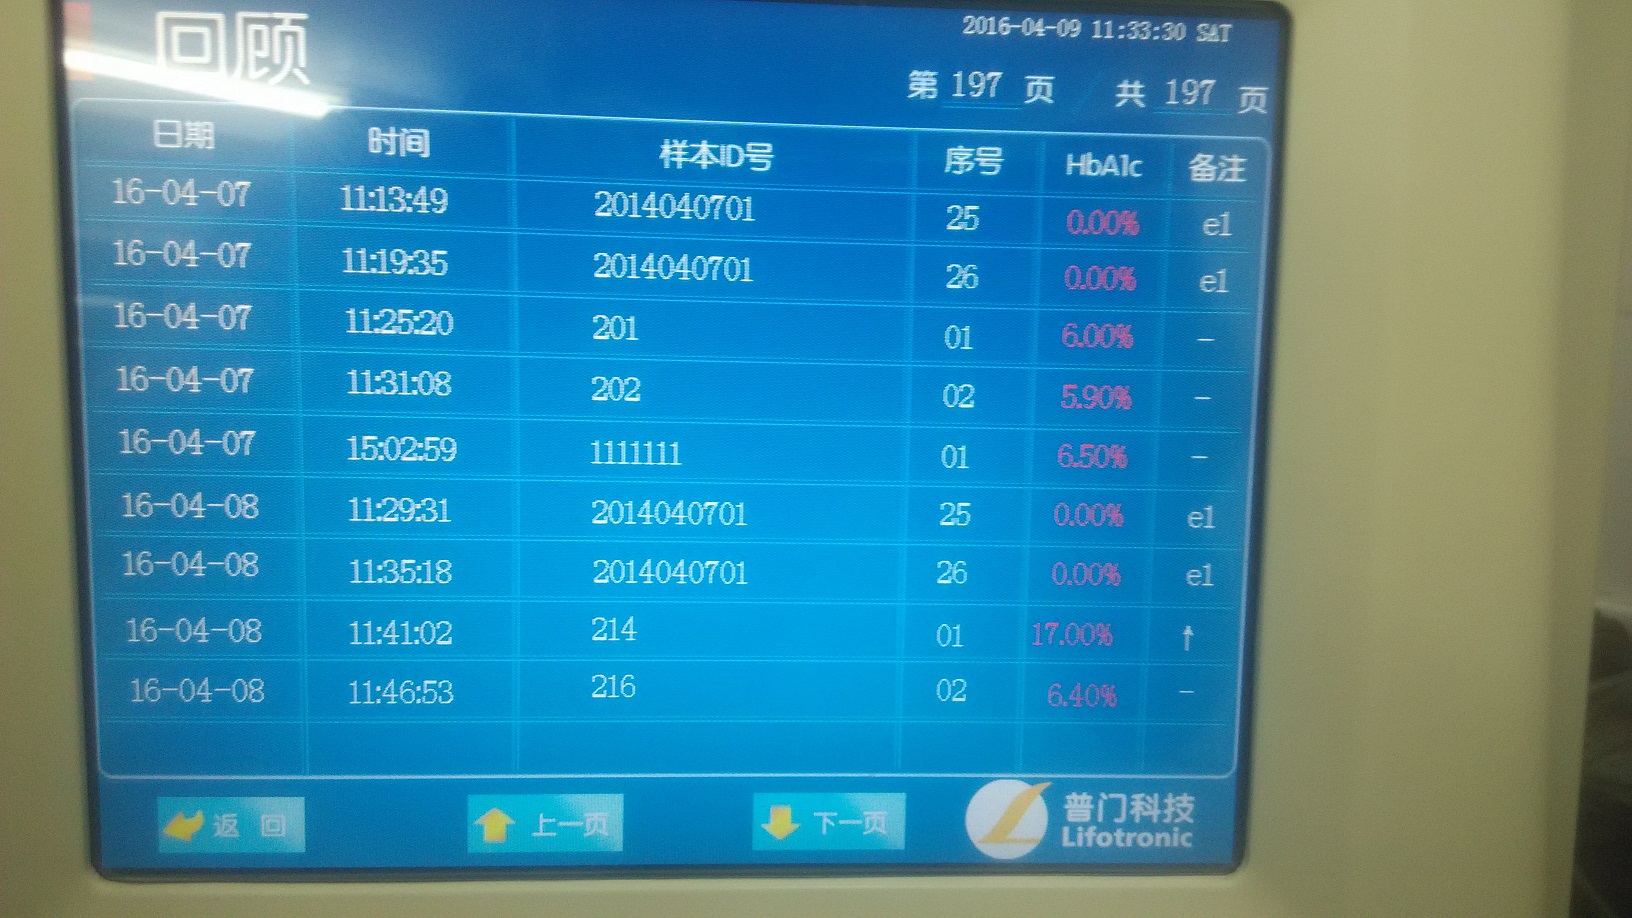 回顾
2016-04-09 11:33:30 SAT
第 197 页 共 197 页
日期 时间 样本ID号 序号 HbA1c 备注
16-04-07 11:13:49 2014040701 25 0.00% e1
16-04-07 11:19:35 2014040701 26 0.00% e1
16-04-07 11:25:20 201 01 6.00% -
16-04-07 11:31:08 202 02 5.90% -
16-04-07 15:02:59 1111111 01 6.50% -
16-04-08 11:29:31 2014040701 25 0.00% e1
16-04-08 11:35:18 2014040701 26 0.00% e1
16-04-08 11:41:02 214 01 17.00% ↑
16-04-08 11:46:53 216 02 6.40% -
返 回 上一页 下一页 普门科技
Lifotronic